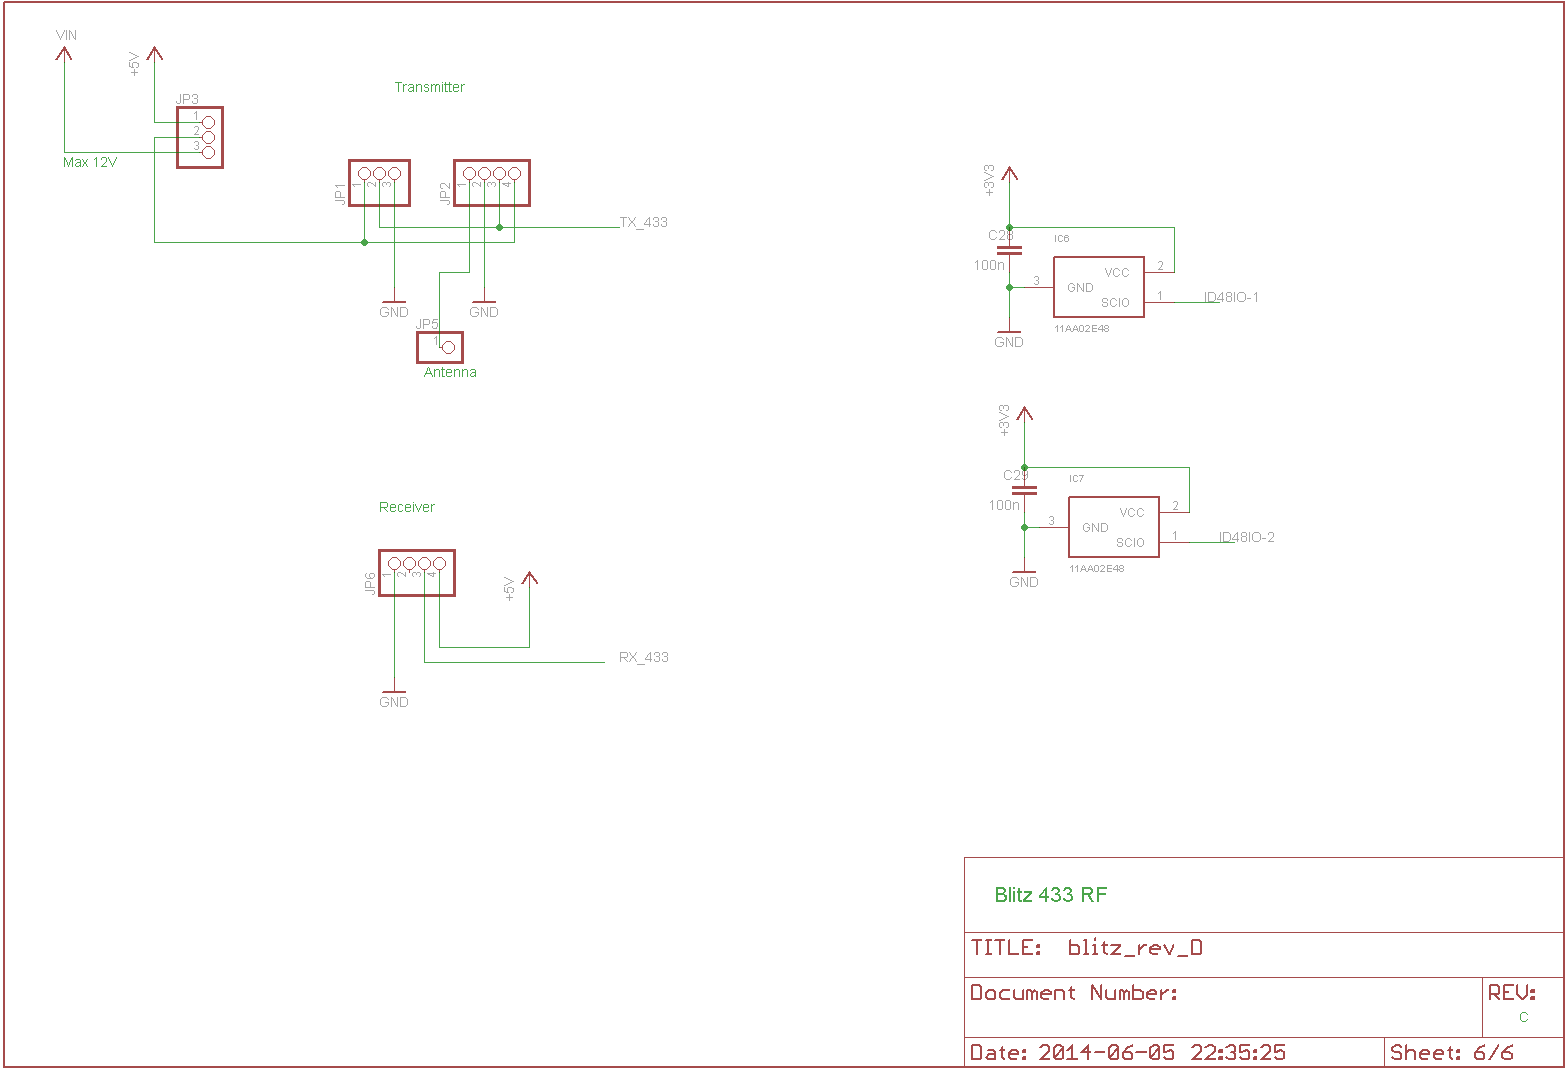 VIN
+5V
JP3
1
2
3
Max 12V
Transmitter
JP1
1
2
3
JP2
1
2
3
4
TX_433
GND
GND
JP5
1
Antenna
Receiver
JP6
1
2
3
4
+5V
RX_433
GND
+3V3
C28
100n
IC6
VCC
2
3
GND
SCIO
1
ID48IO-1
11AA02E48
GND
+3V3
C29
100n
IC7
VCC
2
3
GND
SCIO
1
ID48IO-2
11AA02E48
GND
Blitz 433 RF
TITLE: blitz_rev_D
Document Number:
REV:
C
Date: 2014-06-05 22:35:25
Sheet: 6/6